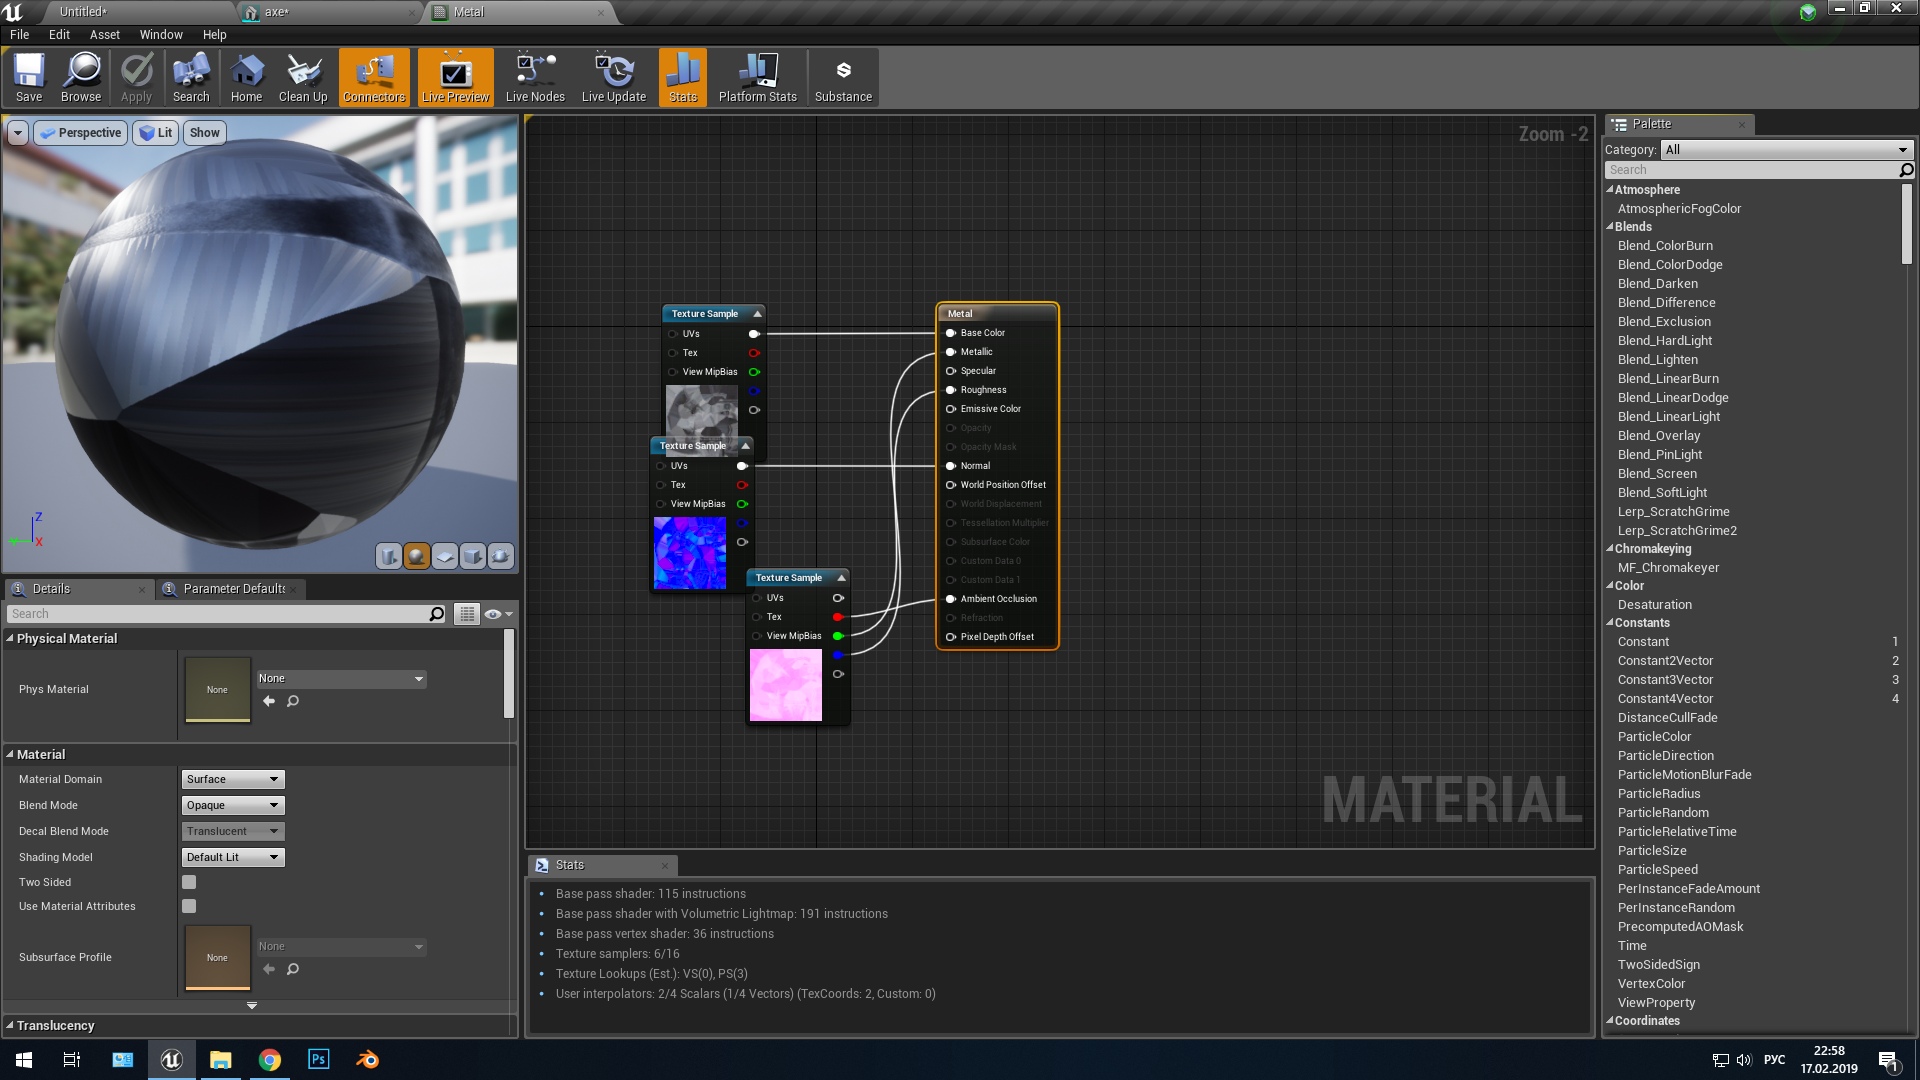 Untitled*
axe*
Metal
File
Edit
Asset
Window
Help
Save
Browse
Apply
Search
Home
Clean Up
Connectors
Live Preview
Live Nodes
Live Update
Stats
Platform Stats
Substance
Perspective
Lit
Show
Z
X
Zoom -2
Texture Sample
UVs
Tex
View MipBias
Texture Sample
UVs
Tex
View MipBias
Texture Sample
UVs
Tex
View MipBias
Metal
Base Color
Metallic
Specular
Roughness
Emissive Color
Opacity
Opacity Mask
Normal
World Position Offset
World Displacement
Tessellation Multiplier
Subsurface Color
Custom Data 0
Custom Data 1
Ambient Occlusion
Refraction
Pixel Depth Offset
MATERIAL
Details
Parameter Defaults
Search
Physical Material
Phys Material
None
None
Material
Material Domain
Surface
Blend Mode
Opaque
Decal Blend Mode
Translucent
Shading Model
Default Lit
Two Sided
Use Material Attributes
Subsurface Profile
None
None
Translucency
Stats
Base pass shader: 115 instructions
Base pass shader with Volumetric Lightmap: 191 instructions
Base pass vertex shader: 36 instructions
Texture samplers: 6/16
Texture Lookups (Est.): VS(0), PS(3)
User interpolators: 2/4 Scalars (1/4 Vectors) (TexCoords: 2, Custom: 0)
Palette
Category:
All
Search
Atmosphere
AtmosphericFogColor
Blends
Blend_ColorBurn
Blend_ColorDodge
Blend_Darken
Blend_Difference
Blend_Exclusion
Blend_HardLight
Blend_Lighten
Blend_LinearBurn
Blend_LinearDodge
Blend_LinearLight
Blend_Overlay
Blend_PinLight
Blend_Screen
Blend_SoftLight
Lerp_ScratchGrime
Lerp_ScratchGrime2
Chromakeying
MF_Chromakeyer
Color
Desaturation
Constants
Constant 1
Constant2Vector 2
Constant3Vector 3
Constant4Vector 4
DistanceCullFade
ParticleColor
ParticleDirection
ParticleMotionBlurFade
ParticleRadius
ParticleRandom
ParticleRelativeTime
ParticleSize
ParticleSpeed
PerInstanceFadeAmount
PerInstanceRandom
PrecomputedAOMask
Time
TwoSidedSign
VertexColor
ViewProperty
Coordinates
Ps
РУС
22:58
17.02.2019
1